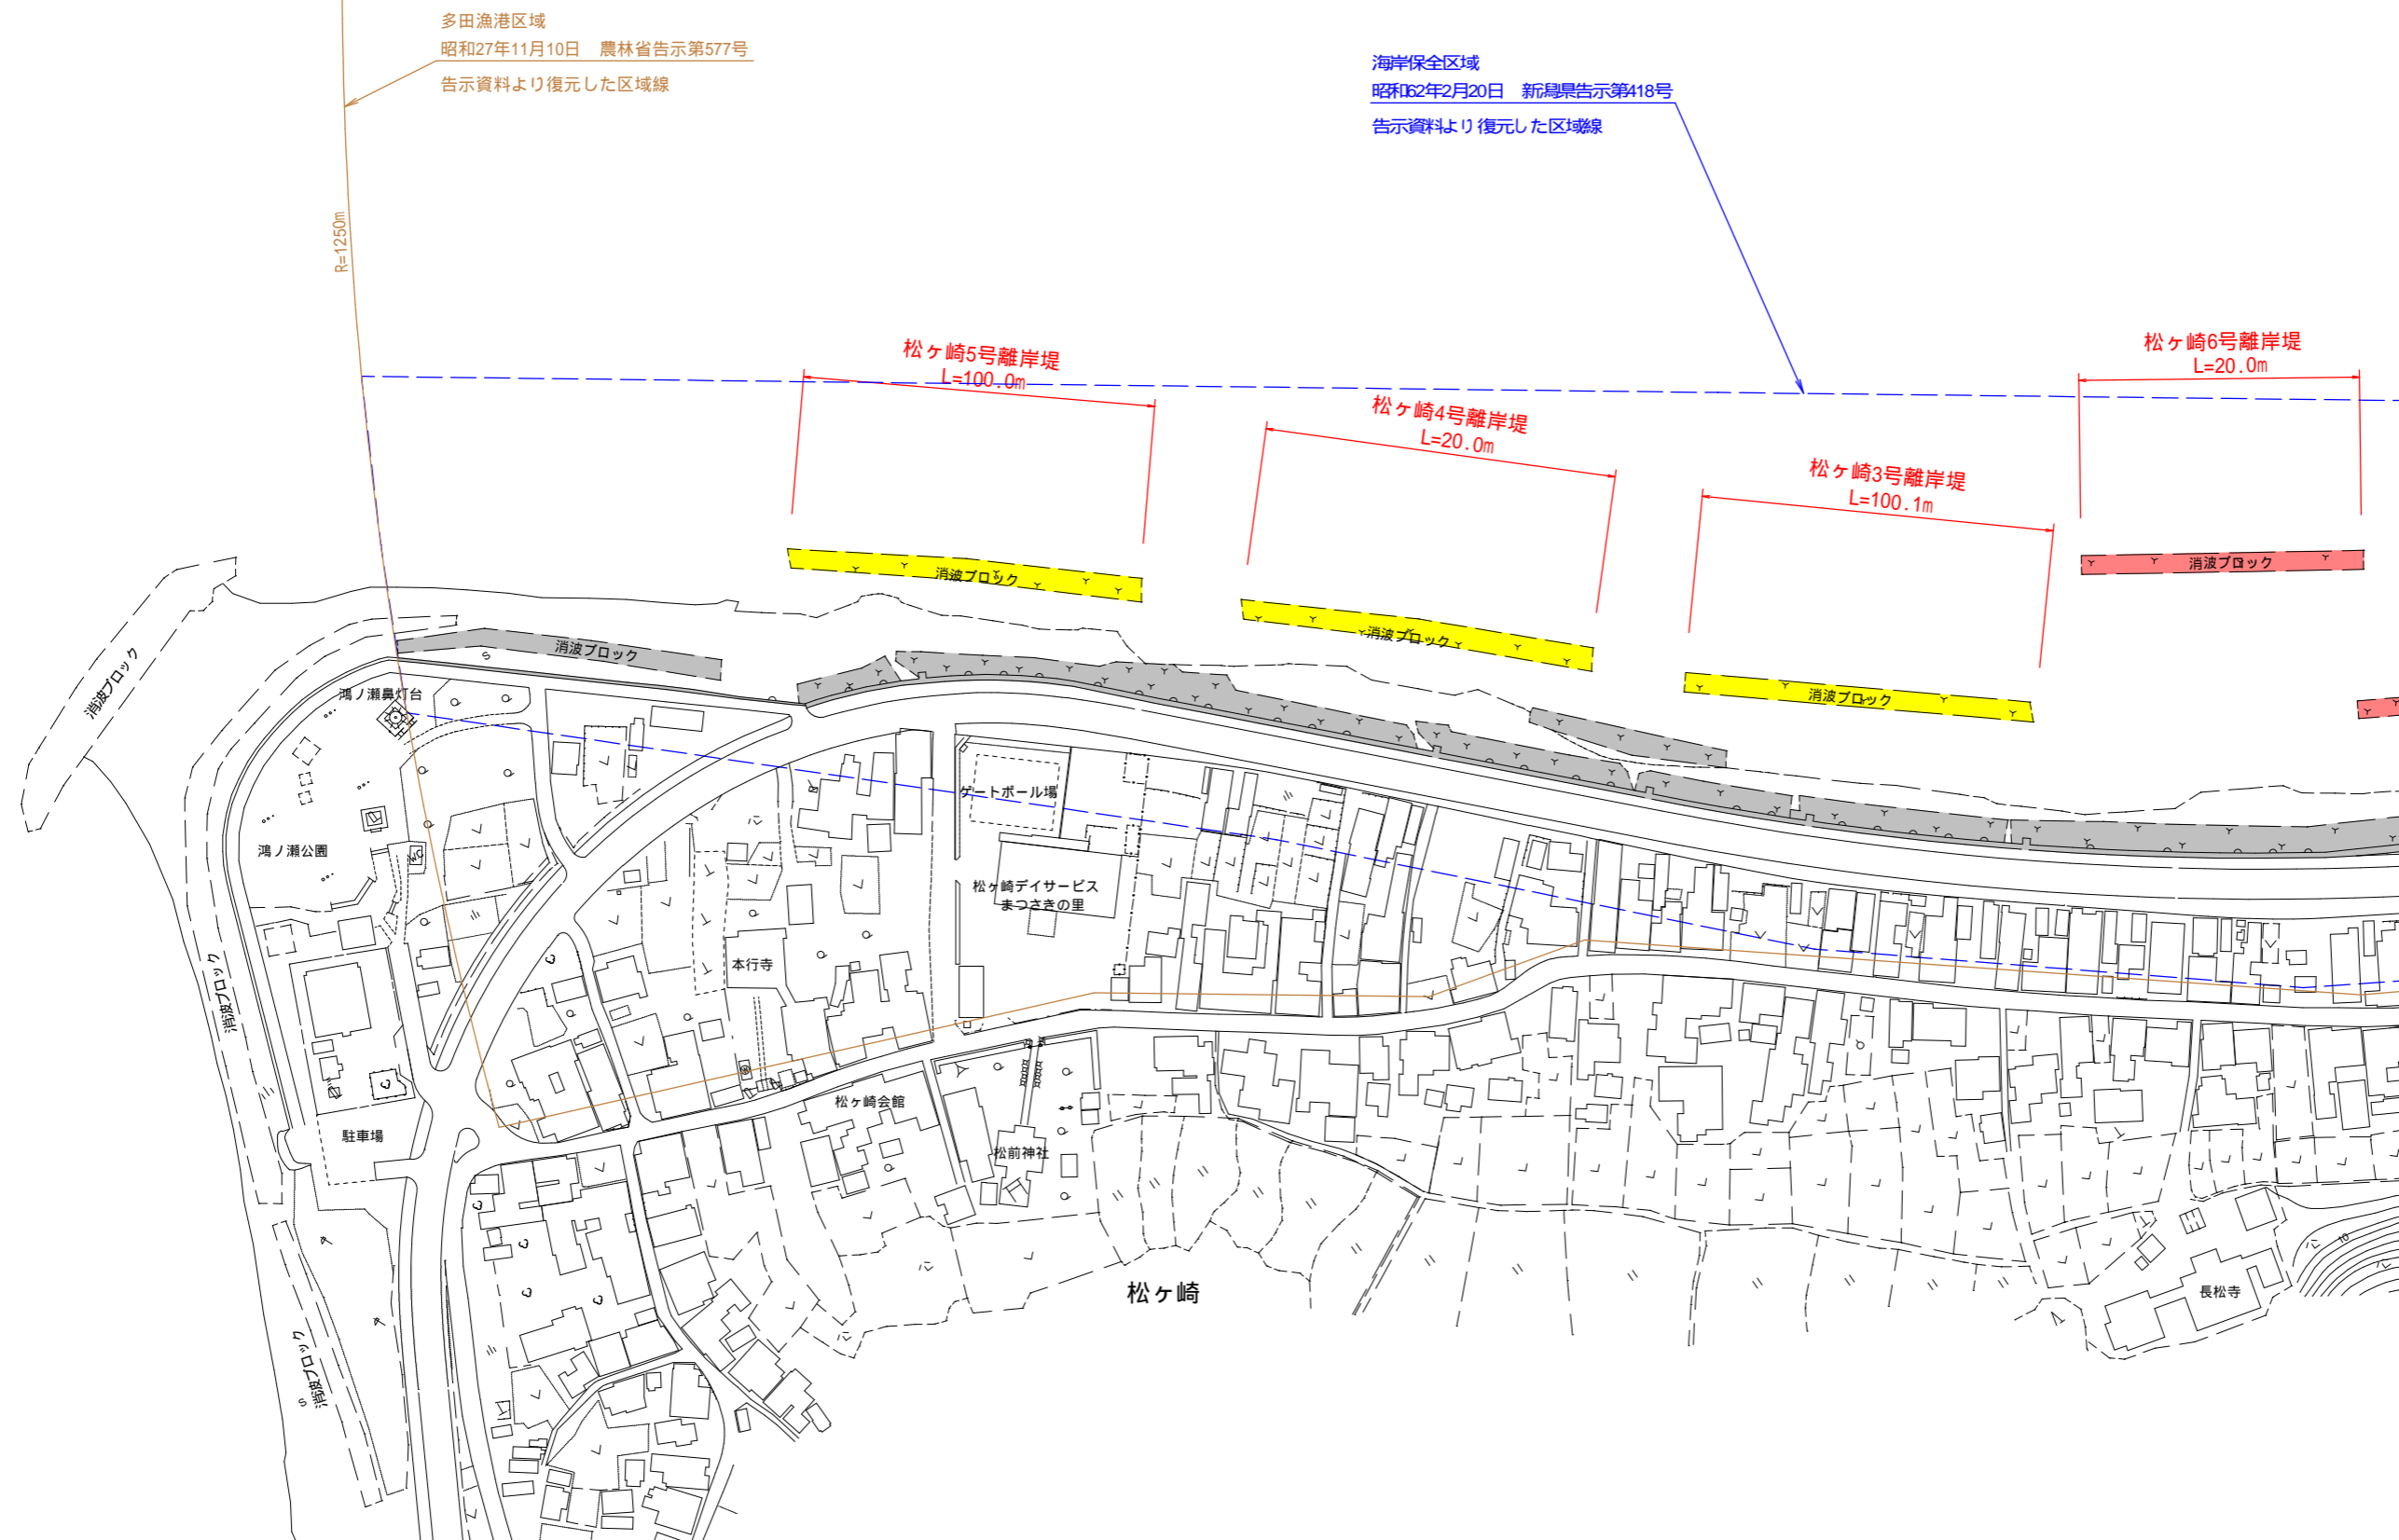 多田漁港区域
昭和27年11月10日　農林省告示第577号
告示資料より復元した区域線
海岸保全区域
昭和62年2月20日　新潟県告示第418号
告示資料より復元した区域線
R=1250m
松ヶ崎5号離岸堤
L=100.0m
松ヶ崎4号離岸堤
L=20.0m
松ヶ崎3号離岸堤
L=100.1m
松ヶ崎6号離岸堤
L=20.0m
消波ブロック
消波ブロック
消波ブロック
消波ブロック
消波ブロック
消波ブロック
S
鴻ノ瀬鼻灯台
鴻ノ瀬公園
WC
ゲートボール場
松ヶ崎デイサービス
まつさきの里
本行寺
消波ブロック
駐車場
松ヶ崎会館
松前神社
松ヶ崎
長松寺
10
消波ブロック
S